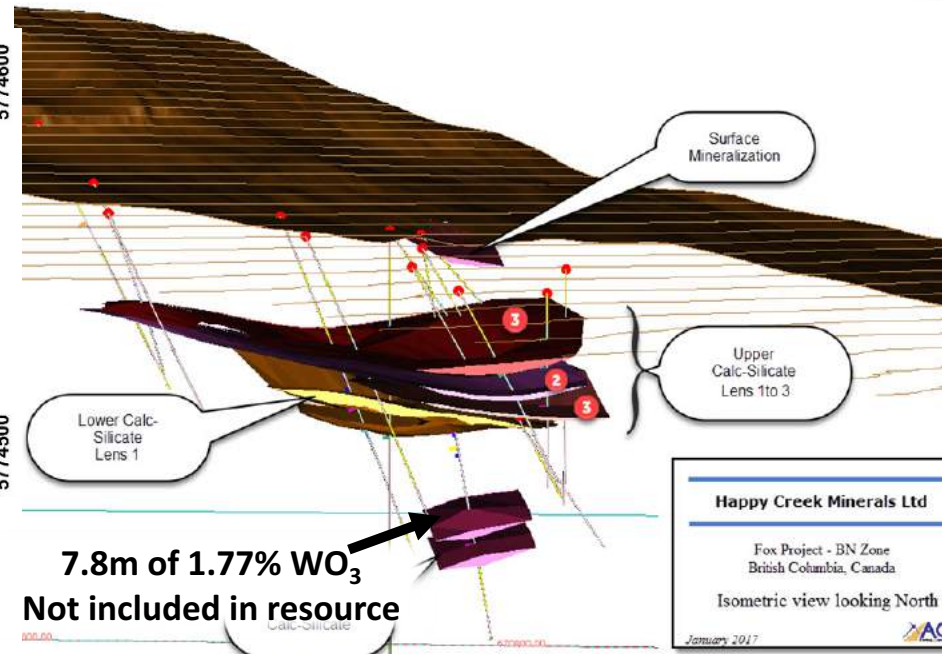 5774600
Surface
Mineralization
3
2
3
Upper
Calc-Silicate
Lens 1to 3
Lower Calc-
Silicate
Lens 1
5774500
7.8m of 1.77% WO₃
Not included in resource
Calc-Silicate
Happy Creek Minerals Ltd
Fox Project - BN Zone
British Columbia, Canada
Isometric view looking North
January 2017